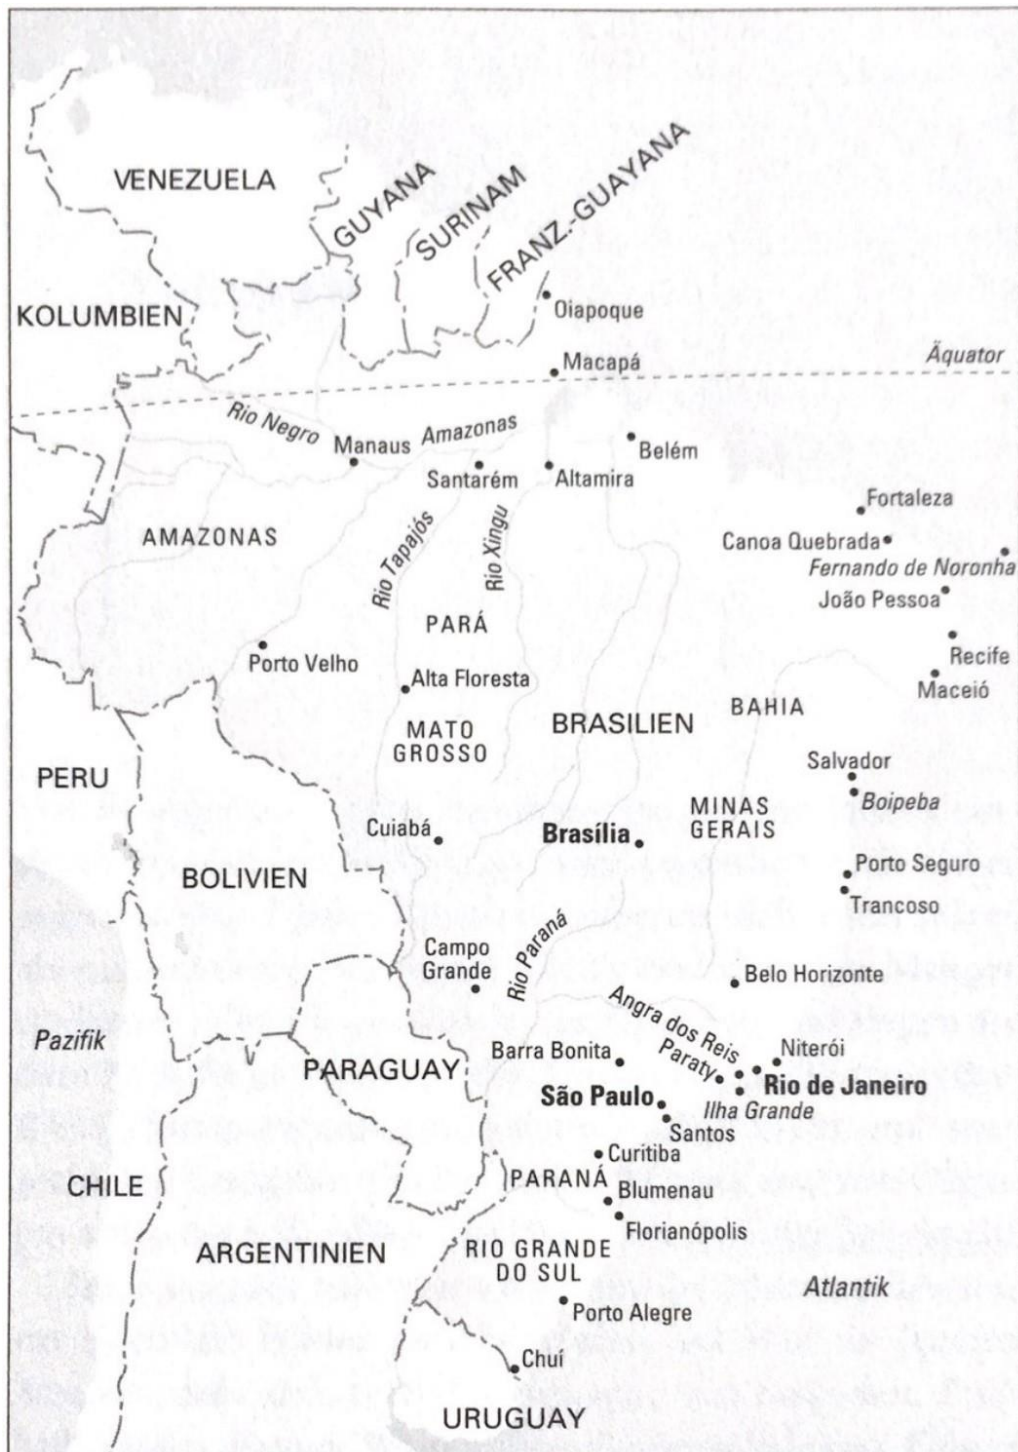 VENEZUELA
GUYANA
SURINAM
FRANZ.-GUAYANA
KOLUMBIEN
Oiapoque
Macapá
Äquator
Rio Negro
Amazonas
Manaus
Belém
Santarém
Altamira
Fortaleza
AMAZONAS
Rio Tapajós
Rio Xingu
Canoa Quebrada
Fernando de Noronha
João Pessoa
PARÁ
Porto Velho
Recife
Alta Floresta
Maceió
MATO
GROSSO
BRASILIEN
BAHIA
PERU
Salvador
Boipeba
MINAS
GERAIS
Cuiabá
Brasília
Porto Seguro
BOLIVIEN
Trancoso
Campo
Grande
Rio Paraná
Belo Horizonte
Angra dos Reis
Pazifik
Barra Bonita
Paraty
Niterói
PARAGUAY
Rio de Janeiro
São Paulo
Ilha Grande
Santos
Curítiba
CHILE
PARANÁ
Blumenau
Florianópolis
ARGENTINIEN
RIO GRANDE
DO SUL
Atlantik
Porto Alegre
Chuí
URUGUAY